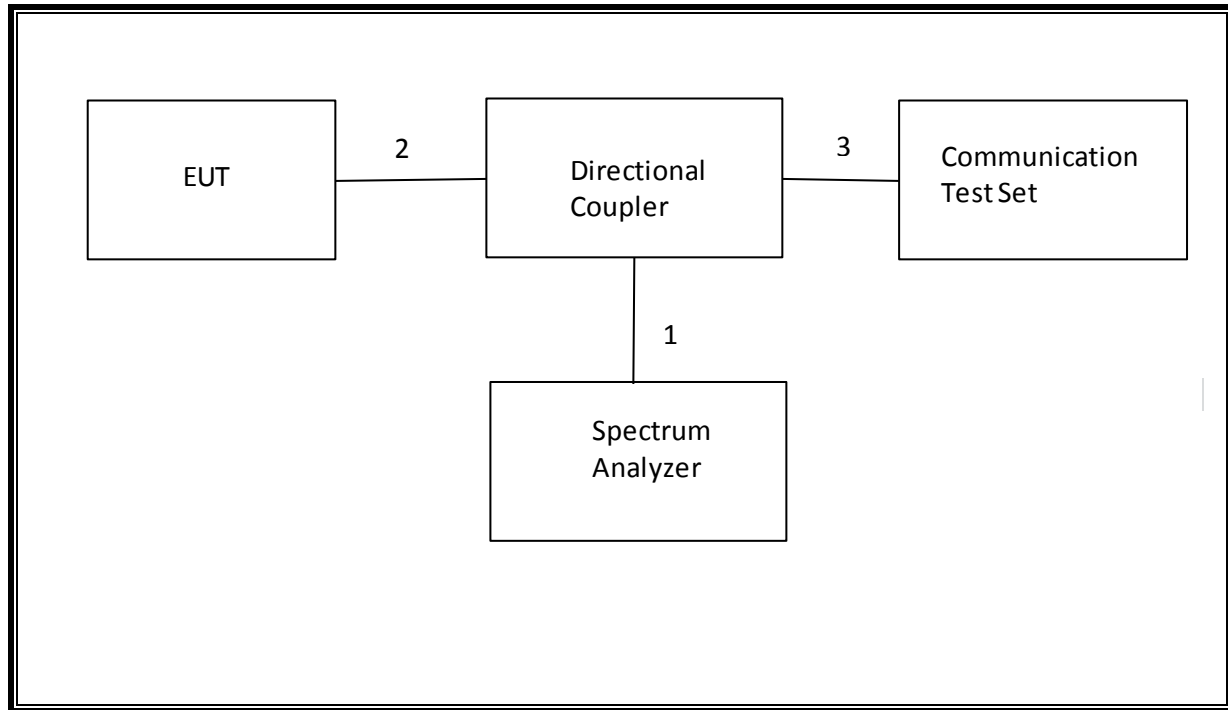 EUT
2
Directional
Coupler
3
Communication
Test Set
1
Spectrum
Analyzer